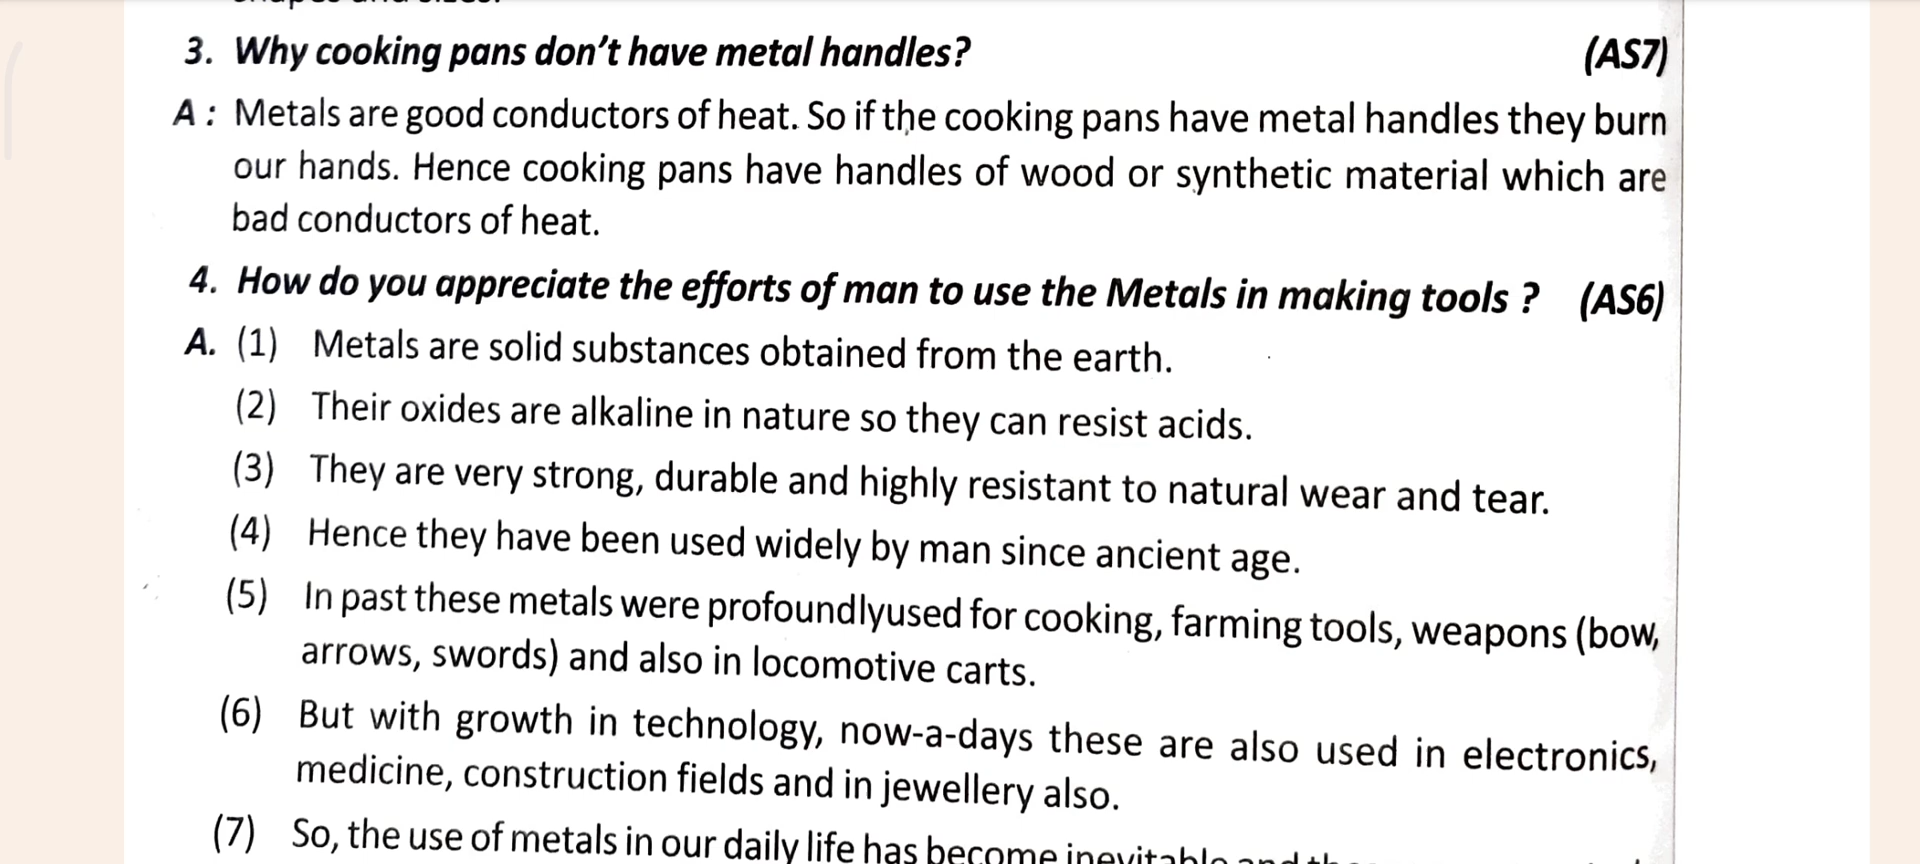 3. Why cooking pans don't have metal handles? (AS7)
A : Metals are good conductors of heat. So if the cooking pans have metal handles they burn
our hands. Hence cooking pans have handles of wood or synthetic material which are
bad conductors of heat.
4. How do you appreciate the efforts of man to use the Metals in making tools ? (AS6)
A. (1) Metals are solid substances obtained from the earth.
(2) Their oxides are alkaline in nature so they can resist acids.
(3) They are very strong, durable and highly resistant to natural wear and tear.
(4) Hence they have been used widely by man since ancient age.
(5) In past these metals were profoundlyused for cooking, farming tools, weapons (bow,
arrows, swords) and also in locomotive carts.
(6) But with growth in technology, now-a-days these are also used in electronics,
medicine, construction fields and in jewellery also.
(7) So, the use of metals in our daily life has become inevitable and